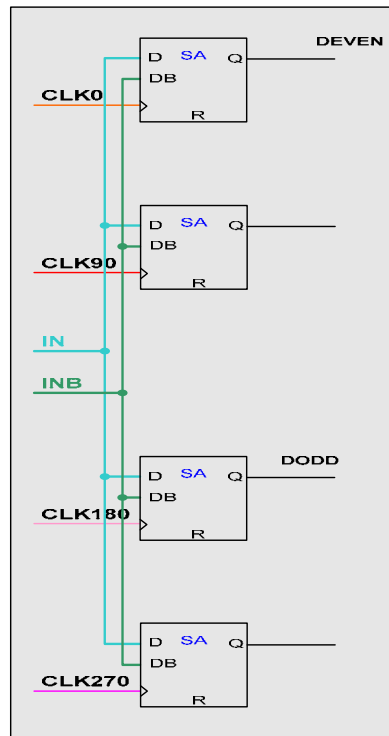 DEVEN
D SA Q
DB
CLK0
R
D SA Q
DB
CLK90
R
IN
INB
D SA Q DODD
DB
CLK180
R
D SA Q
DB
CLK270
R